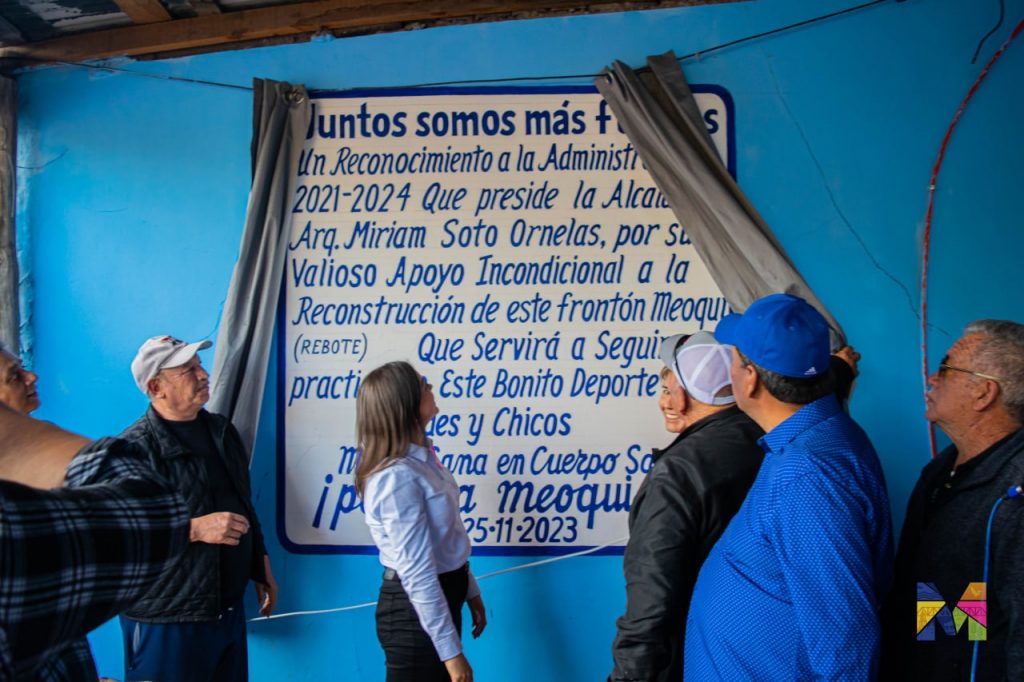 Juntos somos más f s
Un Reconocimiento a la Administr
2021-2024 Que preside la Alcal
Arq. Miriam Soto Ornelas, por su
Valioso Apoyo Incondicional a la
Reconstrucción de este frontón Meoqui
(REBOTE) Que Servirá a Segui
practi Este Bonito Deporte
des y Chicos
M Sana en Cuerpo Sa
¡p a Meoqui
25·11·2023
M